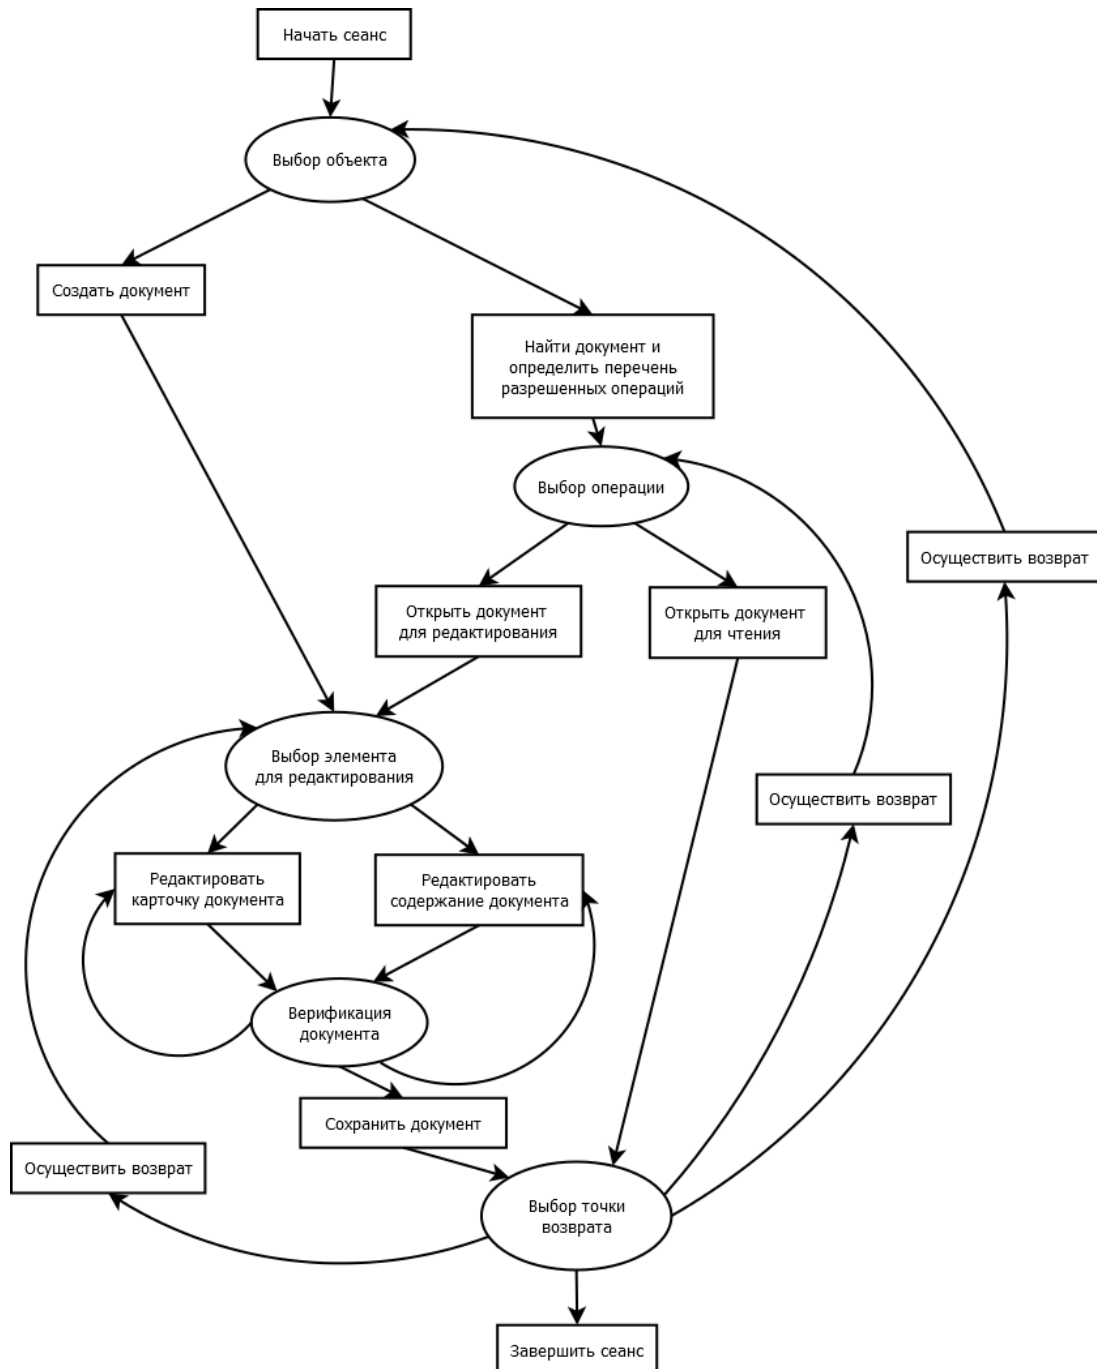 Начать сеанс
Выбор объекта
Создать документ
Найти документ и
определить перечень
разрешенных операций
Выбор операции
Осуществить возврат
Открыть документ
для редактирования
Открыть документ
для чтения
Выбор элемента
для редактирования
Осуществить возврат
Редактировать
карточку документа
Редактировать
содержание документа
Верификация
документа
Сохранить документ
Осуществить возврат
Выбор точки
возврата
Завершить сеанс